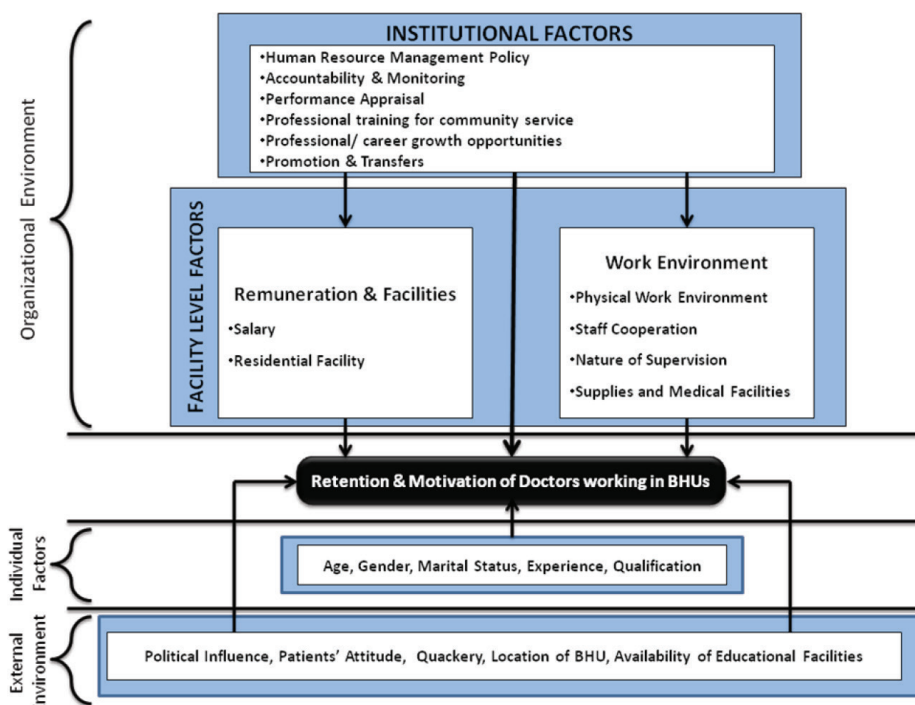 Organizational Environment
INSTITUTIONAL FACTORS
•Human Resource Management Policy
•Accountability & Monitoring
•Performance Appraisal
•Professional training for community service
•Professional/ career growth opportunities
•Promotion & Transfers
FACILITY LEVEL FACTORS
Remuneration & Facilities
•Salary
•Residential Facility
Work Environment
•Physical Work Environment
•Staff Cooperation
•Nature of Supervision
•Supplies and Medical Facilities
Retention & Motivation of Doctors working in BHUs
Individual
Factors
Age, Gender, Marital Status, Experience, Qualification
External
nvironment
Political Influence, Patients’ Attitude, Quackery, Location of BHU, Availability of Educational Facilities